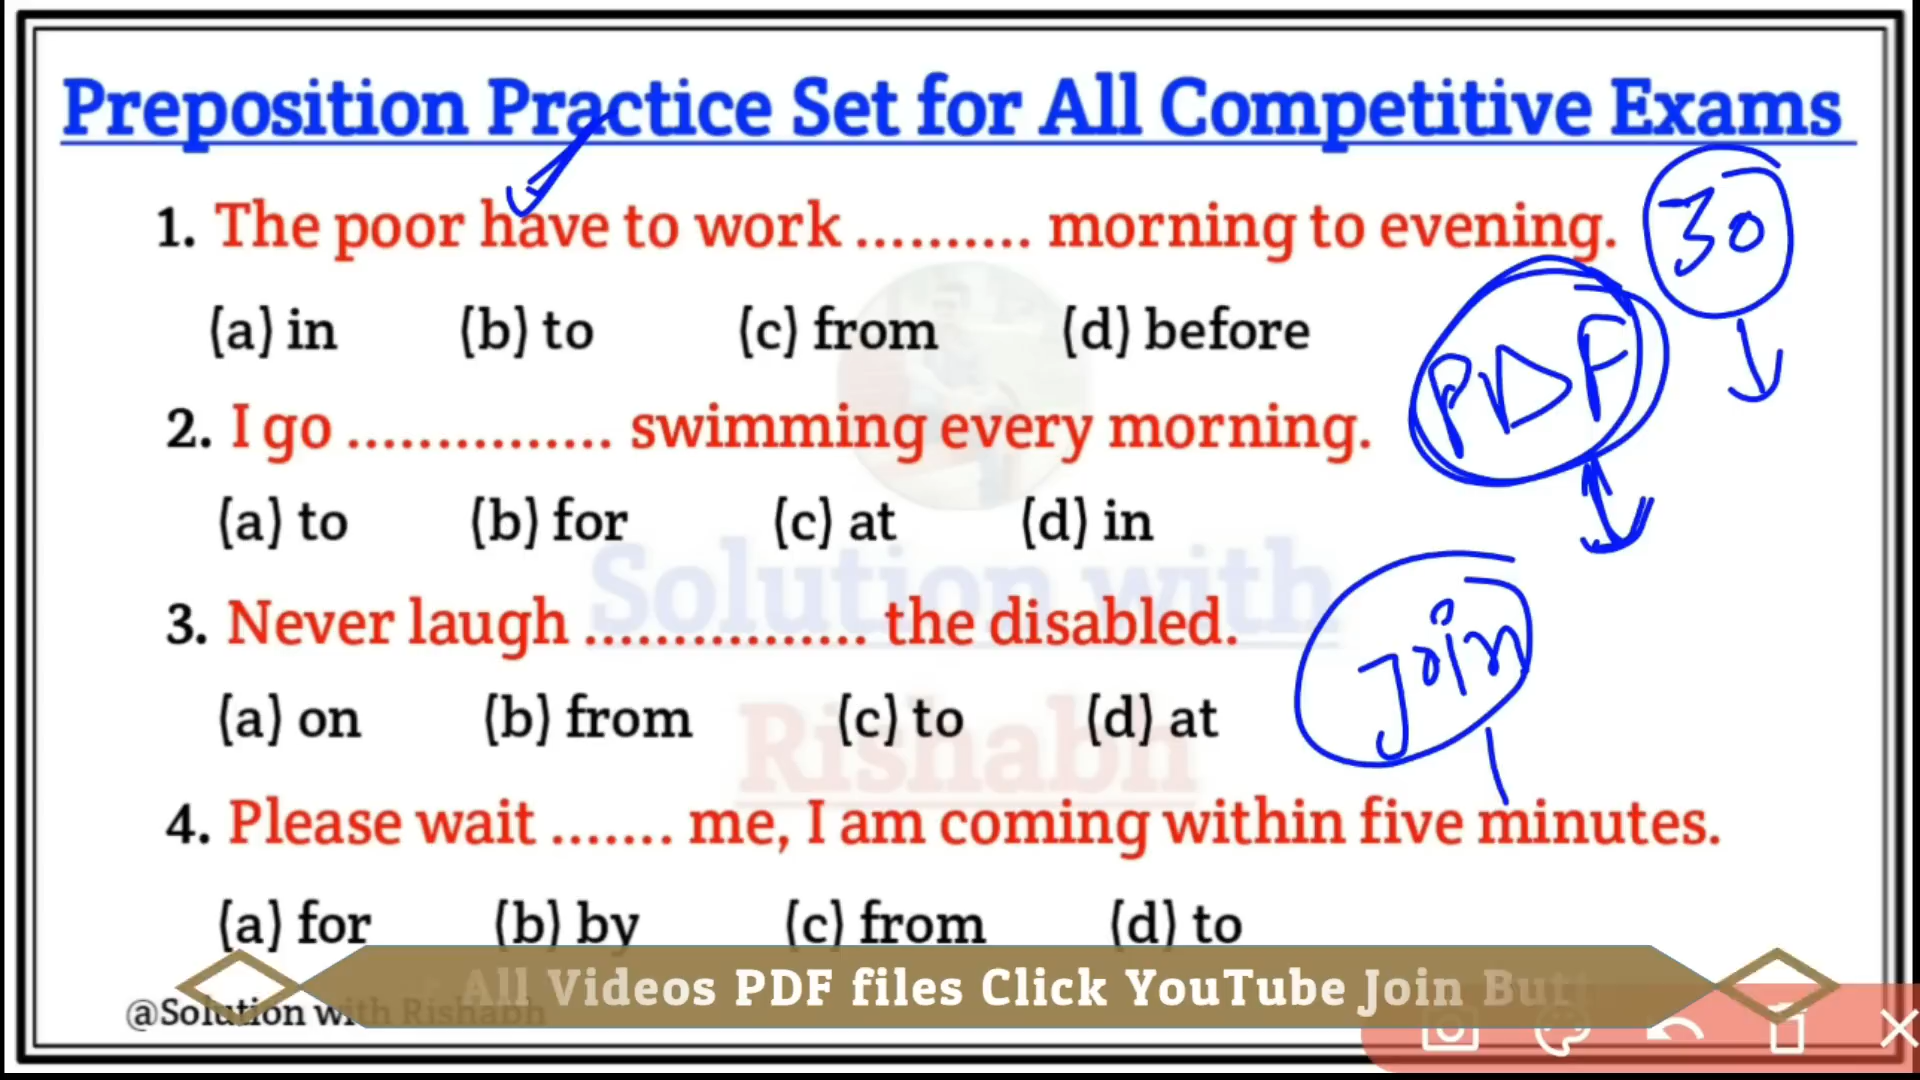 Preposition Practice Set for All Competitive Exams
1. The poor have to work .......... morning to evening.
30
(a) in (b) to (c) from (d) before
PDF
2. I go ............... swimming every morning.
(a) to (b) for (c) at (d) in
Solution with
3. Never laugh ................ the disabled.
Join
(a) on (b) from (c) to (d) at
Rishabh
4. Please wait ....... me, I am coming within five minutes.
(a) for (b) by (c) from (d) to
All Videos PDF files Click YouTube Join But
@Solution with Rishabh